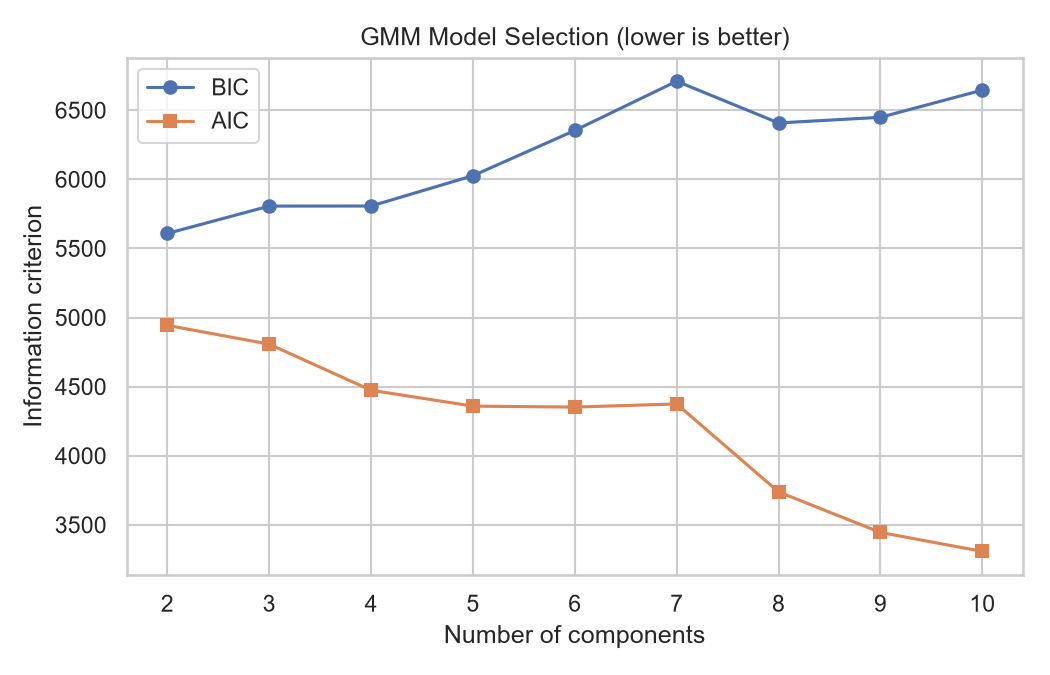 GMM Model Selection (lower is better)
BIC
AIC
Information criterion
6500
6000
5500
5000
4500
4000
3500
2 3 4 5 6 7 8 9 10
Number of components